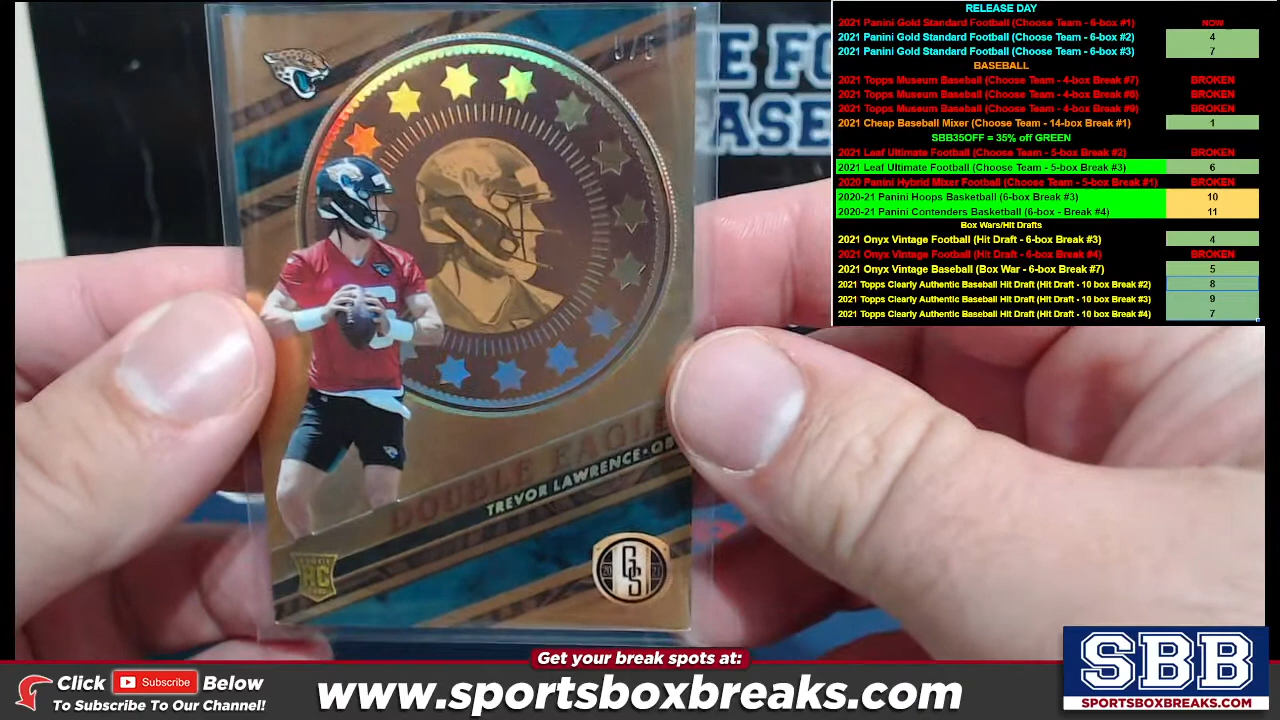 RELEASE DAY
2021 Panini Gold Standard Football (Choose Team - 6-box #1) NOW
2021 Panini Gold Standard Football (Choose Team - 6-box #2) 4
2021 Panini Gold Standard Football (Choose Team - 6-box #3) 7
BASEBALL
2021 Topps Museum Baseball (Choose Team - 4-box Break #7) BROKEN
2021 Topps Museum Baseball (Choose Team - 4-box Break #8) BROKEN
2021 Topps Museum Baseball (Choose Team - 4-box Break #9) BROKEN
2021 Cheap Baseball Mixer (Choose Team - 14-box Break #1) 1
SBB35OFF = 35% off GREEN
2021 Leaf Ultimate Football (Choose Team - 5-box Break #2) BROKEN
2021 Leaf Ultimate Football (Choose Team - 5-box Break #3) 6
2020 Panini Hybrid Mixer Football (Choose Team - 5-box Break #1) BROKEN
2020-21 Panini Hoops Basketball (6-box Break #3) 10
2020-21 Panini Contenders Basketball (6-box - Break #4) 11
Box Wars/Hit Drafts
2021 Onyx Vintage Football (Hit Draft - 6-box Break #3) 4
2021 Onyx Vintage Football (Hit Draft - 6-box Break #4) BROKEN
2021 Onyx Vintage Baseball (Box War - 6-box Break #7) 5
2021 Topps Clearly Authentic Baseball Hit Draft (Hit Draft - 10 box Break #2) 8
2021 Topps Clearly Authentic Baseball Hit Draft (Hit Draft - 10 box Break #3) 9
2021 Topps Clearly Authentic Baseball Hit Draft (Hit Draft - 10 box Break #4) 7
DOUBLE EAGLE
TREVOR LAWRENCE•QB
RC
GS
2021
Get your break spots at:
Click Subscribe Below
To Subscribe To Our Channel!
www.sportsboxbreaks.com
SBB
SPORTSBOXBREAKS.COM